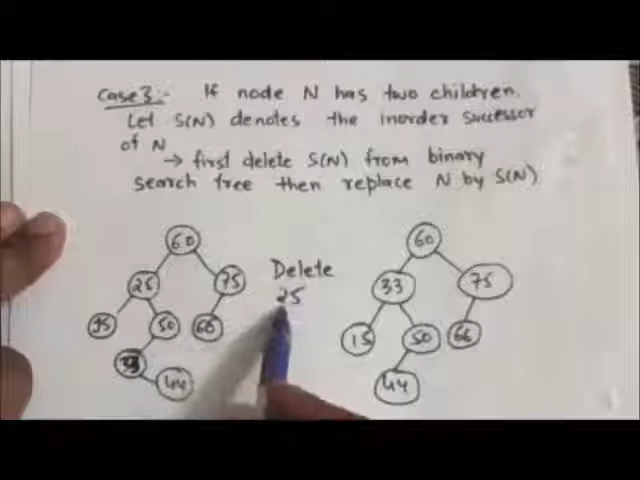 Case 3:- If node N has two children.
Let S(N) denotes the inorder successor
of N
→ first delete S(N) from binary
search tree then replace N by S(N)
60
25 75
15 50 66
33
44
Delete
25
60
33 75
15 50 66
44